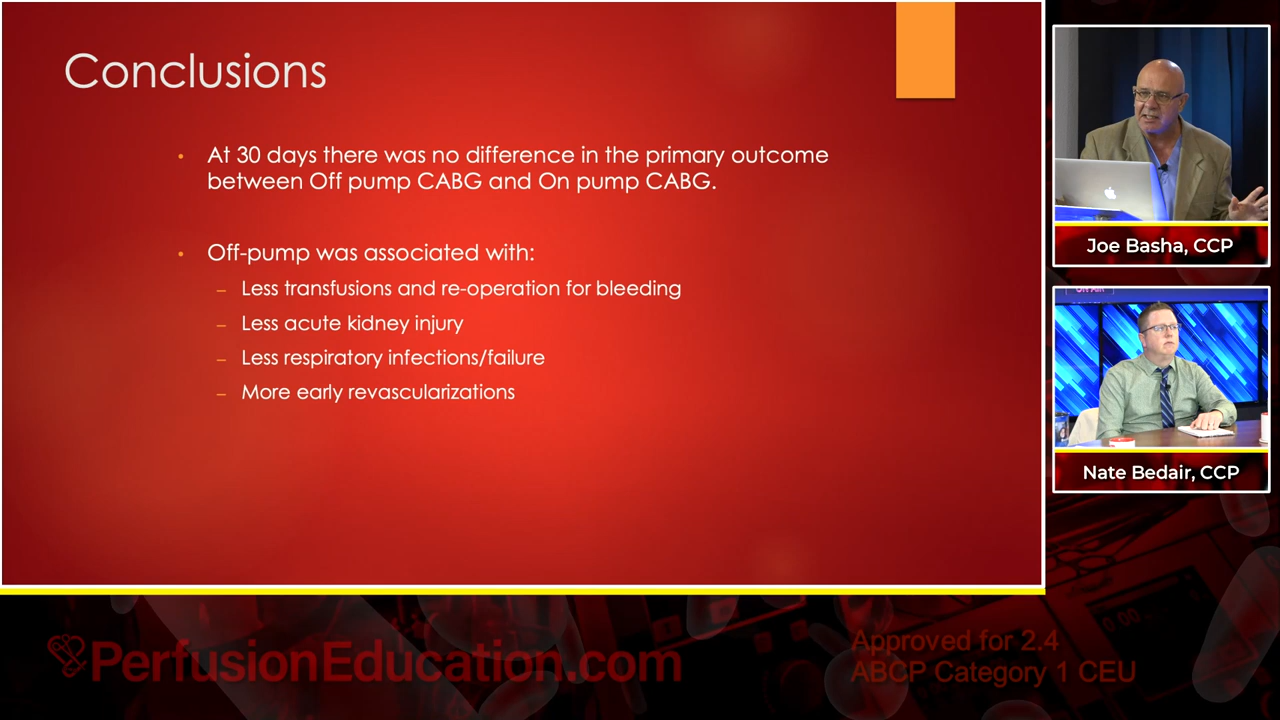 Conclusions
• At 30 days there was no difference in the primary outcome
between Off pump CABG and On pump CABG.
• Off-pump was associated with:
– Less transfusions and re-operation for bleeding
– Less acute kidney injury
– Less respiratory infections/failure
– More early revascularizations
Joe Basha, CCP
ON AIR
Nate Bedair, CCP
PerfusionEducation.com
Approved for 2.4
ABCP Category 1 CEU